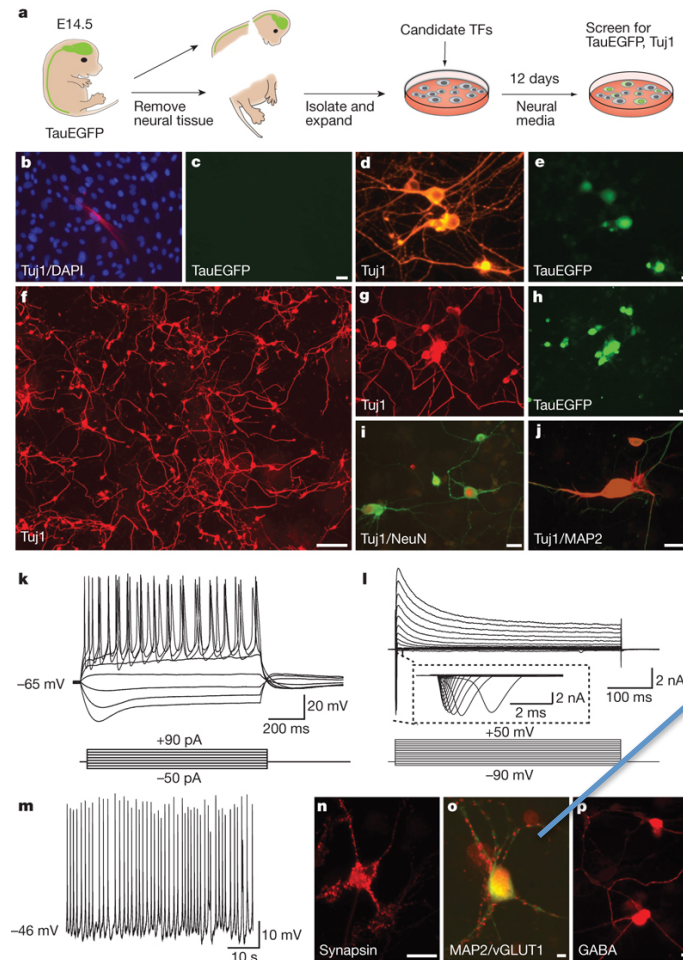 a
E14.5
TauEGFP
Remove
neural tissue
Isolate and
expand
Candidate TFs
12 days
Neural
media
Screen for
TauEGFP, Tuj1
b
Tuj1/DAPI
c
TauEGFP
d
Tuj1
e
TauEGFP
f
Tuj1
g
Tuj1
h
TauEGFP
i
Tuj1/NeuN
j
Tuj1/MAP2
k
–65 mV
20 mV
200 ms
+90 pA
–50 pA
l
2 nA
2 ms
2 nA
100 ms
+50 mV
–90 mV
m
–46 mV
10 mV
10 s
n
Synapsin
o
MAP2/vGLUT1
p
GABA